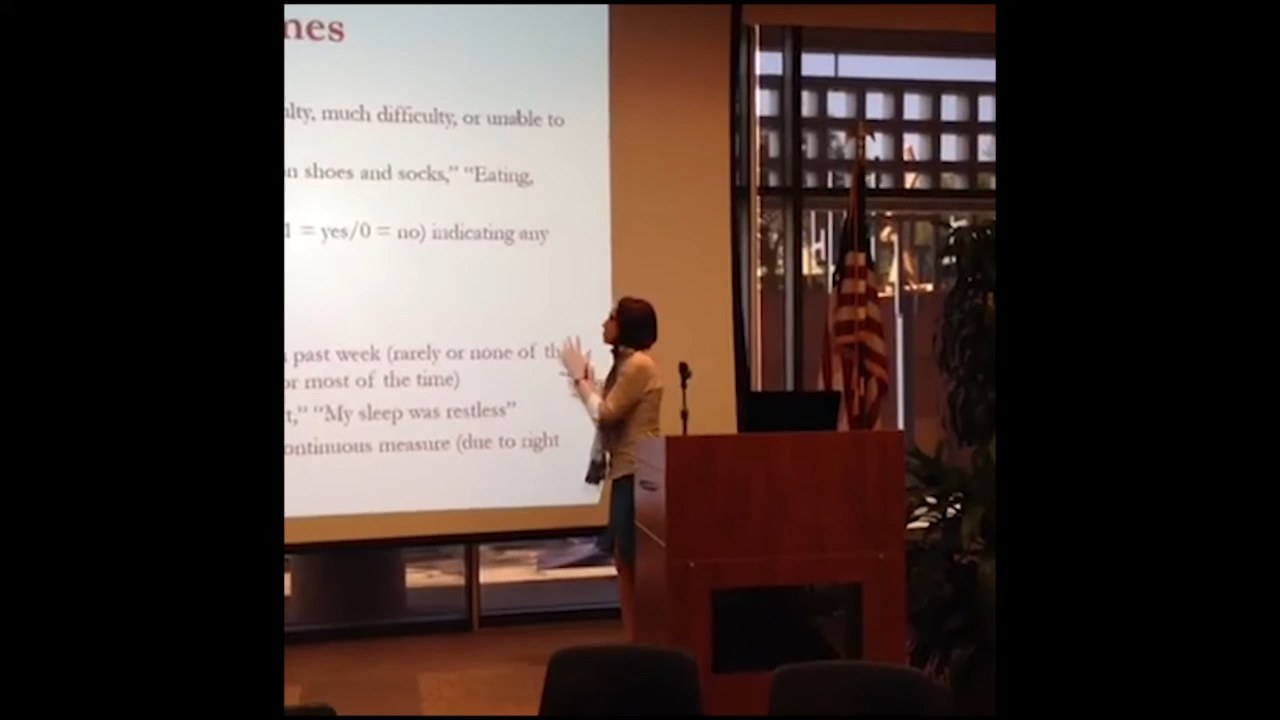 nes
lty, much difficulty, or unable to
n shoes and socks,” “Eating,
1 = yes/0 = no) indicating any
past week (rarely or none of th
or most of the time)
t,” “My sleep was restless”
ontinuous measure (due to right